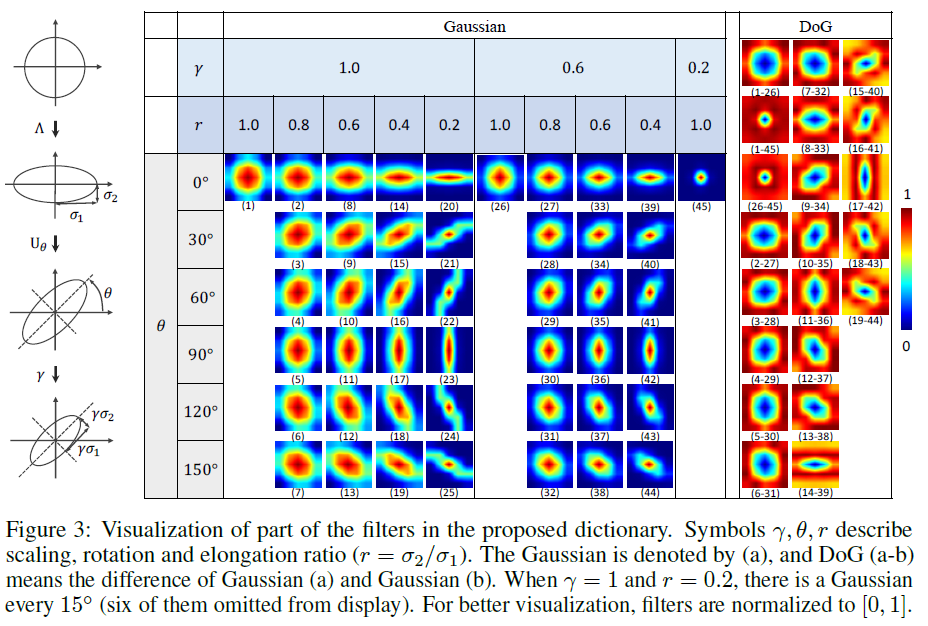 Gaussian DoG
γ 1.0 0.6 0.2
(1-26) (7-32) (15-40)
r 1.0 0.8 0.6 0.4 0.2 1.0 0.8 0.6 0.4 1.0
Λ
(1-45) (8-33) (16-41)
0°
σ2
σ1
(1) (2) (8) (14) (20) (26) (27) (33) (39) (45)
(26-45) (9-34) (17-42)
1
0
Uθ
30°
(3) (9) (15) (21) (28) (34) (40)
(2-27) (10-35) (18-43)
θ
60°
(4) (10) (16) (22) (29) (35) (41)
(3-28) (11-36) (19-44)
θ
90°
(5) (11) (17) (23) (30) (36) (42)
(4-29) (12-37)
γ
120°
(6) (12) (18) (24) (31) (37) (43)
(5-30) (13-38)
γσ2
γσ1
150°
(7) (13) (19) (25) (32) (38) (44)
(6-31) (14-39)
Figure 3: Visualization of part of the filters in the proposed dictionary. Symbols γ, θ, r describe
scaling, rotation and elongation ratio (r = σ2/σ1). The Gaussian is denoted by (a), and DoG (a-b)
means the difference of Gaussian (a) and Gaussian (b). When γ = 1 and r = 0.2, there is a Gaussian
every 15° (six of them omitted from display). For better visualization, filters are normalized to [0, 1].